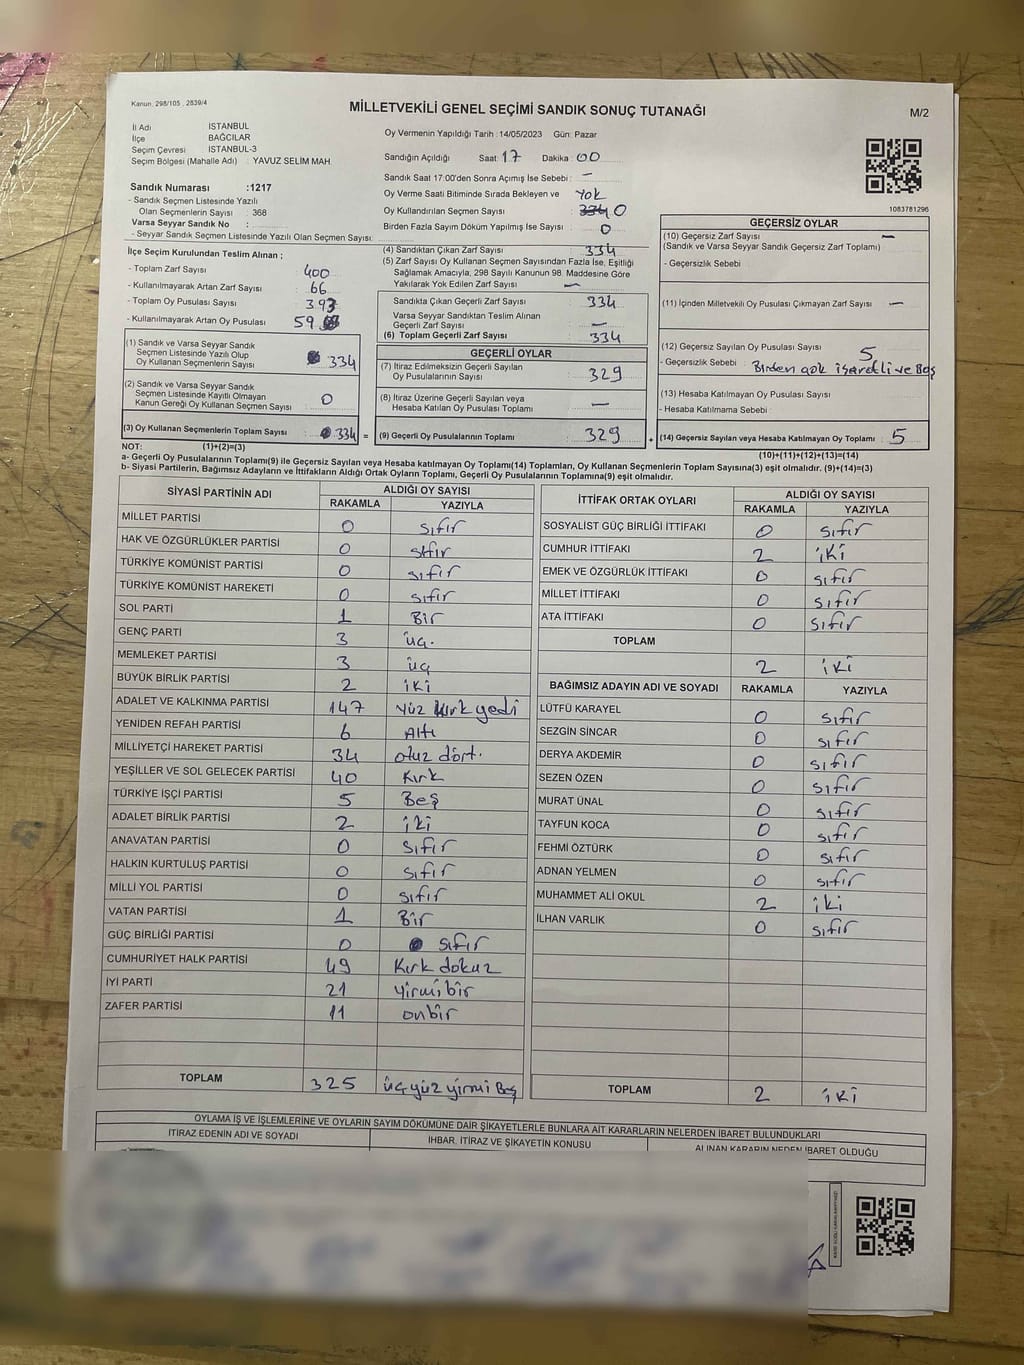 Kanun, 298/105 , 2839/4
MİLLETVEKİLİ GENEL SEÇİMİ SANDIK SONUÇ TUTANAĞI
M/2
İl Adı İSTANBUL
İlçe BAĞCILAR
Seçim Çevresi İSTANBUL-3
Seçim Bölgesi (Mahalle Adı) : YAVUZ SELİM MAH.
Sandık Numarası :1217
- Sandık Seçmen Listesinde Yazılı
Olan Seçmenlerin Sayısı : 368
Varsa Seyyar Sandık No :
- Seyyar Sandık Seçmen Listesinde Yazılı Olan Seçmen Sayısı:
Oy Vermenin Yapıldığı Tarih : 14/05/2023 Gün: Pazar
Sandığın Açıldığı Saat: 17 Dakika : 00
Sandık Saat 17:00'den Sonra Açımış İse Sebebi : —
Oy Verme Saati Bitiminde Sırada Bekleyen ve Yok
Oy Kullandırılan Seçmen Sayısı : 334 0
Birden Fazla Sayım Döküm Yapılmış İse Sayısı : 0
1083781296
İlçe Seçim Kurulundan Teslim Alınan ;
- Toplam Zarf Sayısı : 400
- Kullanılmayarak Artan Zarf Sayısı : 66
- Toplam Oy Pusulası Sayısı : 393
- Kullanılmayarak Artan Oy Pusulası : 59
(1) Sandık ve Varsa Seyyar Sandık
Seçmen Listesinde Yazılı Olup
Oy Kullanan Seçmenlerin Sayısı : 334
(2) Sandık ve Varsa Seyyar Sandık
Seçmen Listesinde Kayıtlı Olmayan
Kanun Gereği Oy Kullanan Seçmen Sayısı : 0
(3) Oy Kullanan Seçmenlerin Toplam Sayısı : 334 =
(4) Sandıktan Çıkan Zarf Sayısı : 334
(5) Zarf Sayısı Oy Kullanan Seçmen Sayısından Fazla İse, Eşitliği
Sağlamak Amacıyla, 298 Sayılı Kanunun 98. Maddesine Göre
Yakılarak Yok Edilen Zarf Sayısı : —
Sandıkta Çıkan Geçerli Zarf Sayısı : 334
Varsa Seyyar Sandıktan Teslim Alınan
Geçerli Zarf Sayısı : —
(6) Toplam Geçerli Zarf Sayısı : 334
GEÇERLİ OYLAR
(7) İtiraz Edilmeksizin Geçerli Sayılan
Oy Pusulalarının Sayısı : 329
(8) İtiraz Üzerine Geçerli Sayılan veya
Hesaba Katılan Oy Pusulası Toplamı : —
(9) Geçerli Oy Pusulalarının Toplamı : 329 +
GEÇERSİZ OYLAR
(10) Geçersiz Zarf Sayısı : —
(Sandık ve Varsa Seyyar Sandık Geçersiz Zarf Toplamı)
- Geçersizlik Sebebi :
(11) İçinden Milletvekili Oy Pusulası Çıkmayan Zarf Sayısı : —
(12) Geçersiz Sayılan Oy Pusulası Sayısı : 5
- Geçersizlik Sebebi : Birden çok işaretli ve Boş
(13) Hesaba Katılmayan Oy Pusulası Sayısı :
- Hesaba Katılmama Sebebi :
(14) Geçersiz Sayılan veya Hesaba Katılmayan Oy Toplamı : 5
NOT: (1)+(2)=(3) (10)+(11)+(12)+(13)=(14)
a- Geçerli Oy Pusulalarının Toplamı(9) ile Geçersiz Sayılan veya Hesaba katılmayan Oy Toplamı(14) Toplamları, Oy Kullanan Seçmenlerin Toplam Sayısına(3) eşit olmalıdır. (9)+(14)=(3)
b- Siyasi Partilerin, Bağımsız Adayların ve İttifakların Aldığı Ortak Oyların Toplamı, Geçerli Oy Pusulalarının Toplamına(9) eşit olmalıdır.
SİYASİ PARTİNİN ADI ALDIĞI OY SAYISI
RAKAMLA YAZIYLA
MİLLET PARTİSİ 0 sıfır
HAK VE ÖZGÜRLÜKLER PARTİSİ 0 sıfır
TÜRKİYE KOMÜNİST PARTİSİ 0 sıfır
TÜRKİYE KOMÜNİST HAREKETİ 0 sıfır
SOL PARTİ 1 Bir
GENÇ PARTİ 3 üç.
MEMLEKET PARTİSİ 3 üç
BÜYÜK BİRLİK PARTİSİ 2 iki
ADALET VE KALKINMA PARTİSİ 147 yüz kırk yedi
YENİDEN REFAH PARTİSİ 6 Altı
MİLLİYETÇİ HAREKET PARTİSİ 34 otuz dört.
YEŞİLLER VE SOL GELECEK PARTİSİ 40 Kırk
TÜRKİYE İŞÇİ PARTİSİ 5 Beş
ADALET BİRLİK PARTİSİ 2 iki
ANAVATAN PARTİSİ 0 sıfır
HALKIN KURTULUŞ PARTİSİ 0 sıfır
MİLLİ YOL PARTİSİ 0 sıfır
VATAN PARTİSİ 1 Bir
GÜÇ BİRLİĞİ PARTİSİ 0 sıfır
CUMHURİYET HALK PARTİSİ 49 Kırk dokuz
İYİ PARTİ 21 yirmi bir
ZAFER PARTİSİ 11 onbir
TOPLAM 325 üçyüz yirmi Beş
İTTİFAK ORTAK OYLARI ALDIĞI OY SAYISI
RAKAMLA YAZIYLA
SOSYALİST GÜÇ BİRLİĞİ İTTİFAKI 0 sıfır
CUMHUR İTTİFAKI 2 iki
EMEK VE ÖZGÜRLÜK İTTİFAKI 0 sıfır
MİLLET İTTİFAKI 0 sıfır
ATA İTTİFAKI 0 sıfır
TOPLAM
2 iki
BAĞIMSIZ ADAYIN ADI VE SOYADI RAKAMLA YAZIYLA
LÜTFÜ KARAYEL 0 sıfır
SEZGİN SİNCAR 0 sıfır
DERYA AKDEMİR 0 sıfır
SEZEN ÖZEN 0 sıfır
MURAT ÜNAL 0 sıfır
TAYFUN KOCA 0 sıfır
FEHMİ ÖZTÜRK 0 sıfır
ADNAN YELMEN 0 sıfır
MUHAMMET ALİ OKUL 2 iki
İLHAN VARLIK 0 sıfır
TOPLAM 2 iki
OYLAMA İŞ VE İŞLEMLERİNE VE OYLARIN SAYIM DÖKÜMÜNE DAİR ŞİKAYETLERLE BUNLARA AİT KARARLARIN NELERDEN İBARET BULUNDUKLARI
İTİRAZ EDENİN ADI VE SOYADI İHBAR, İTİRAZ VE ŞİKAYETİN KONUSU ALINAN KARARIN NEDEN İBARET OLDUĞU